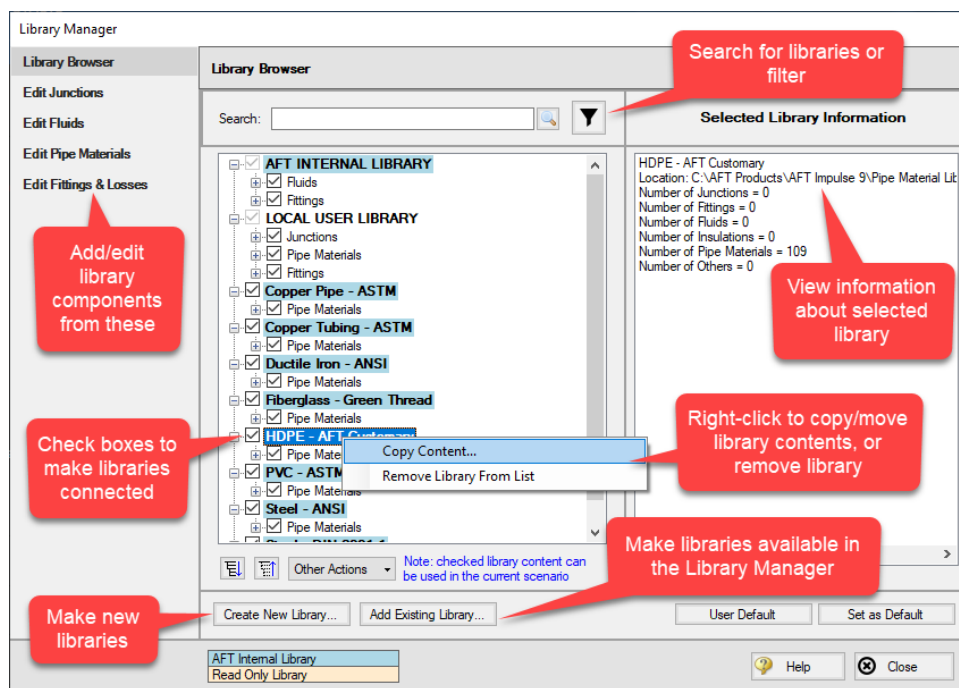 Library Manager
Library Browser
Edit Junctions
Edit Fluids
Edit Pipe Materials
Edit Fittings & Losses
Add/edit
library
components
from these
Library Browser
Search for libraries or
filter
Search:
Selected Library Information
AFT INTERNAL LIBRARY
Fluids
Fittings
LOCAL USER LIBRARY
Junctions
Pipe Materials
Fittings
Copper Pipe - ASTM
Pipe Materials
Copper Tubing - ASTM
Pipe Materials
Ductile Iron - ANSI
Pipe Materials
Fiberglass - Green Thread
Pipe Materials
HDPE - AFT Customary
Pipe Mate
PVC - ASTM
Pipe Materials
Steel - ANSI
Pipe Materials
Copy Content...
Remove Library From List
Check boxes to
make libraries
connected
HDPE - AFT Customary
Location: C:\AFT Products\AFT Impulse 9\Pipe Material Lib
Number of Junctions = 0
Number of Fittings = 0
Number of Fluids = 0
Number of Insulations = 0
Number of Pipe Materials = 109
Number of Others = 0
View information
about selected
library
Right-click to copy/move
library contents, or
remove library
Other Actions
Note: checked library content can
be used in the current scenario
Make libraries available in
the Library Manager
Make new
libraries
Create New Library...
Add Existing Library...
User Default
Set as Default
AFT Internal Library
Read Only Library
Help
Close